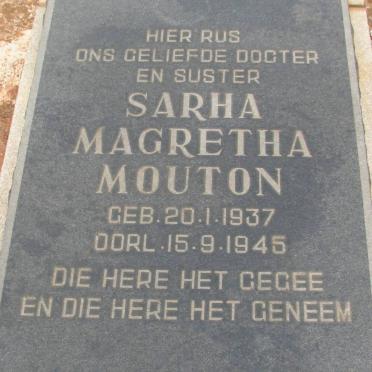 HIER RUS
ONS GELIEFDE DOGTER
EN SUSTER
SARHA
MAGRETHA
MOUTON
GEB. 20.1.1937
OORL. 15.9.1945
DIE HERE HET GEGEE
EN DIE HERE HET GENEEM